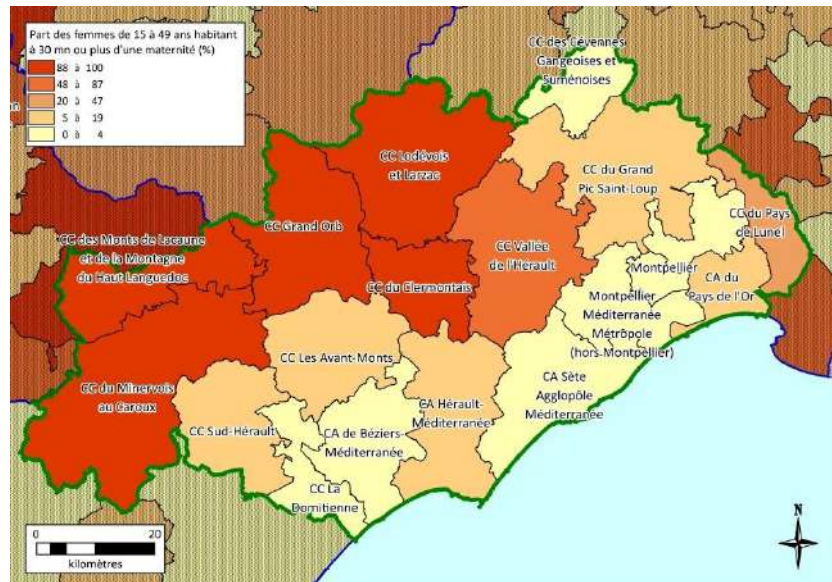 Part des femmes de 15 à 49 ans habitant
à 30 mn ou plus d'une maternité (%)
88 à 100
48 à 87
20 à 47
5 à 19
0 à 4
CC des Cévennes
Gangeoises et
Suménoises
CC Lodévois
et Larzac
CC du Grand
Pic Saint-Loup
CC Grand Orb
CC du Pays
de Lunel
CC des Monts de Lacaune
et de la Montagne
du Haut Languedoc
CC Vallée
de l'Hérault
Montpellier
CA du
Pays de l'Or
CC du Clermontais
Montpellier
Méditerranée
Métropole
(hors Montpellier)
CC Les Avant-Monts
CC du Minervois
au Caroux
CA Sète
Agglopôle
Méditerranée
CA Hérault-
Méditerranée
CC Sud-Hérault
CA de Béziers-
Méditerranée
CC La
Domitienne
N
0 20
kilomètres